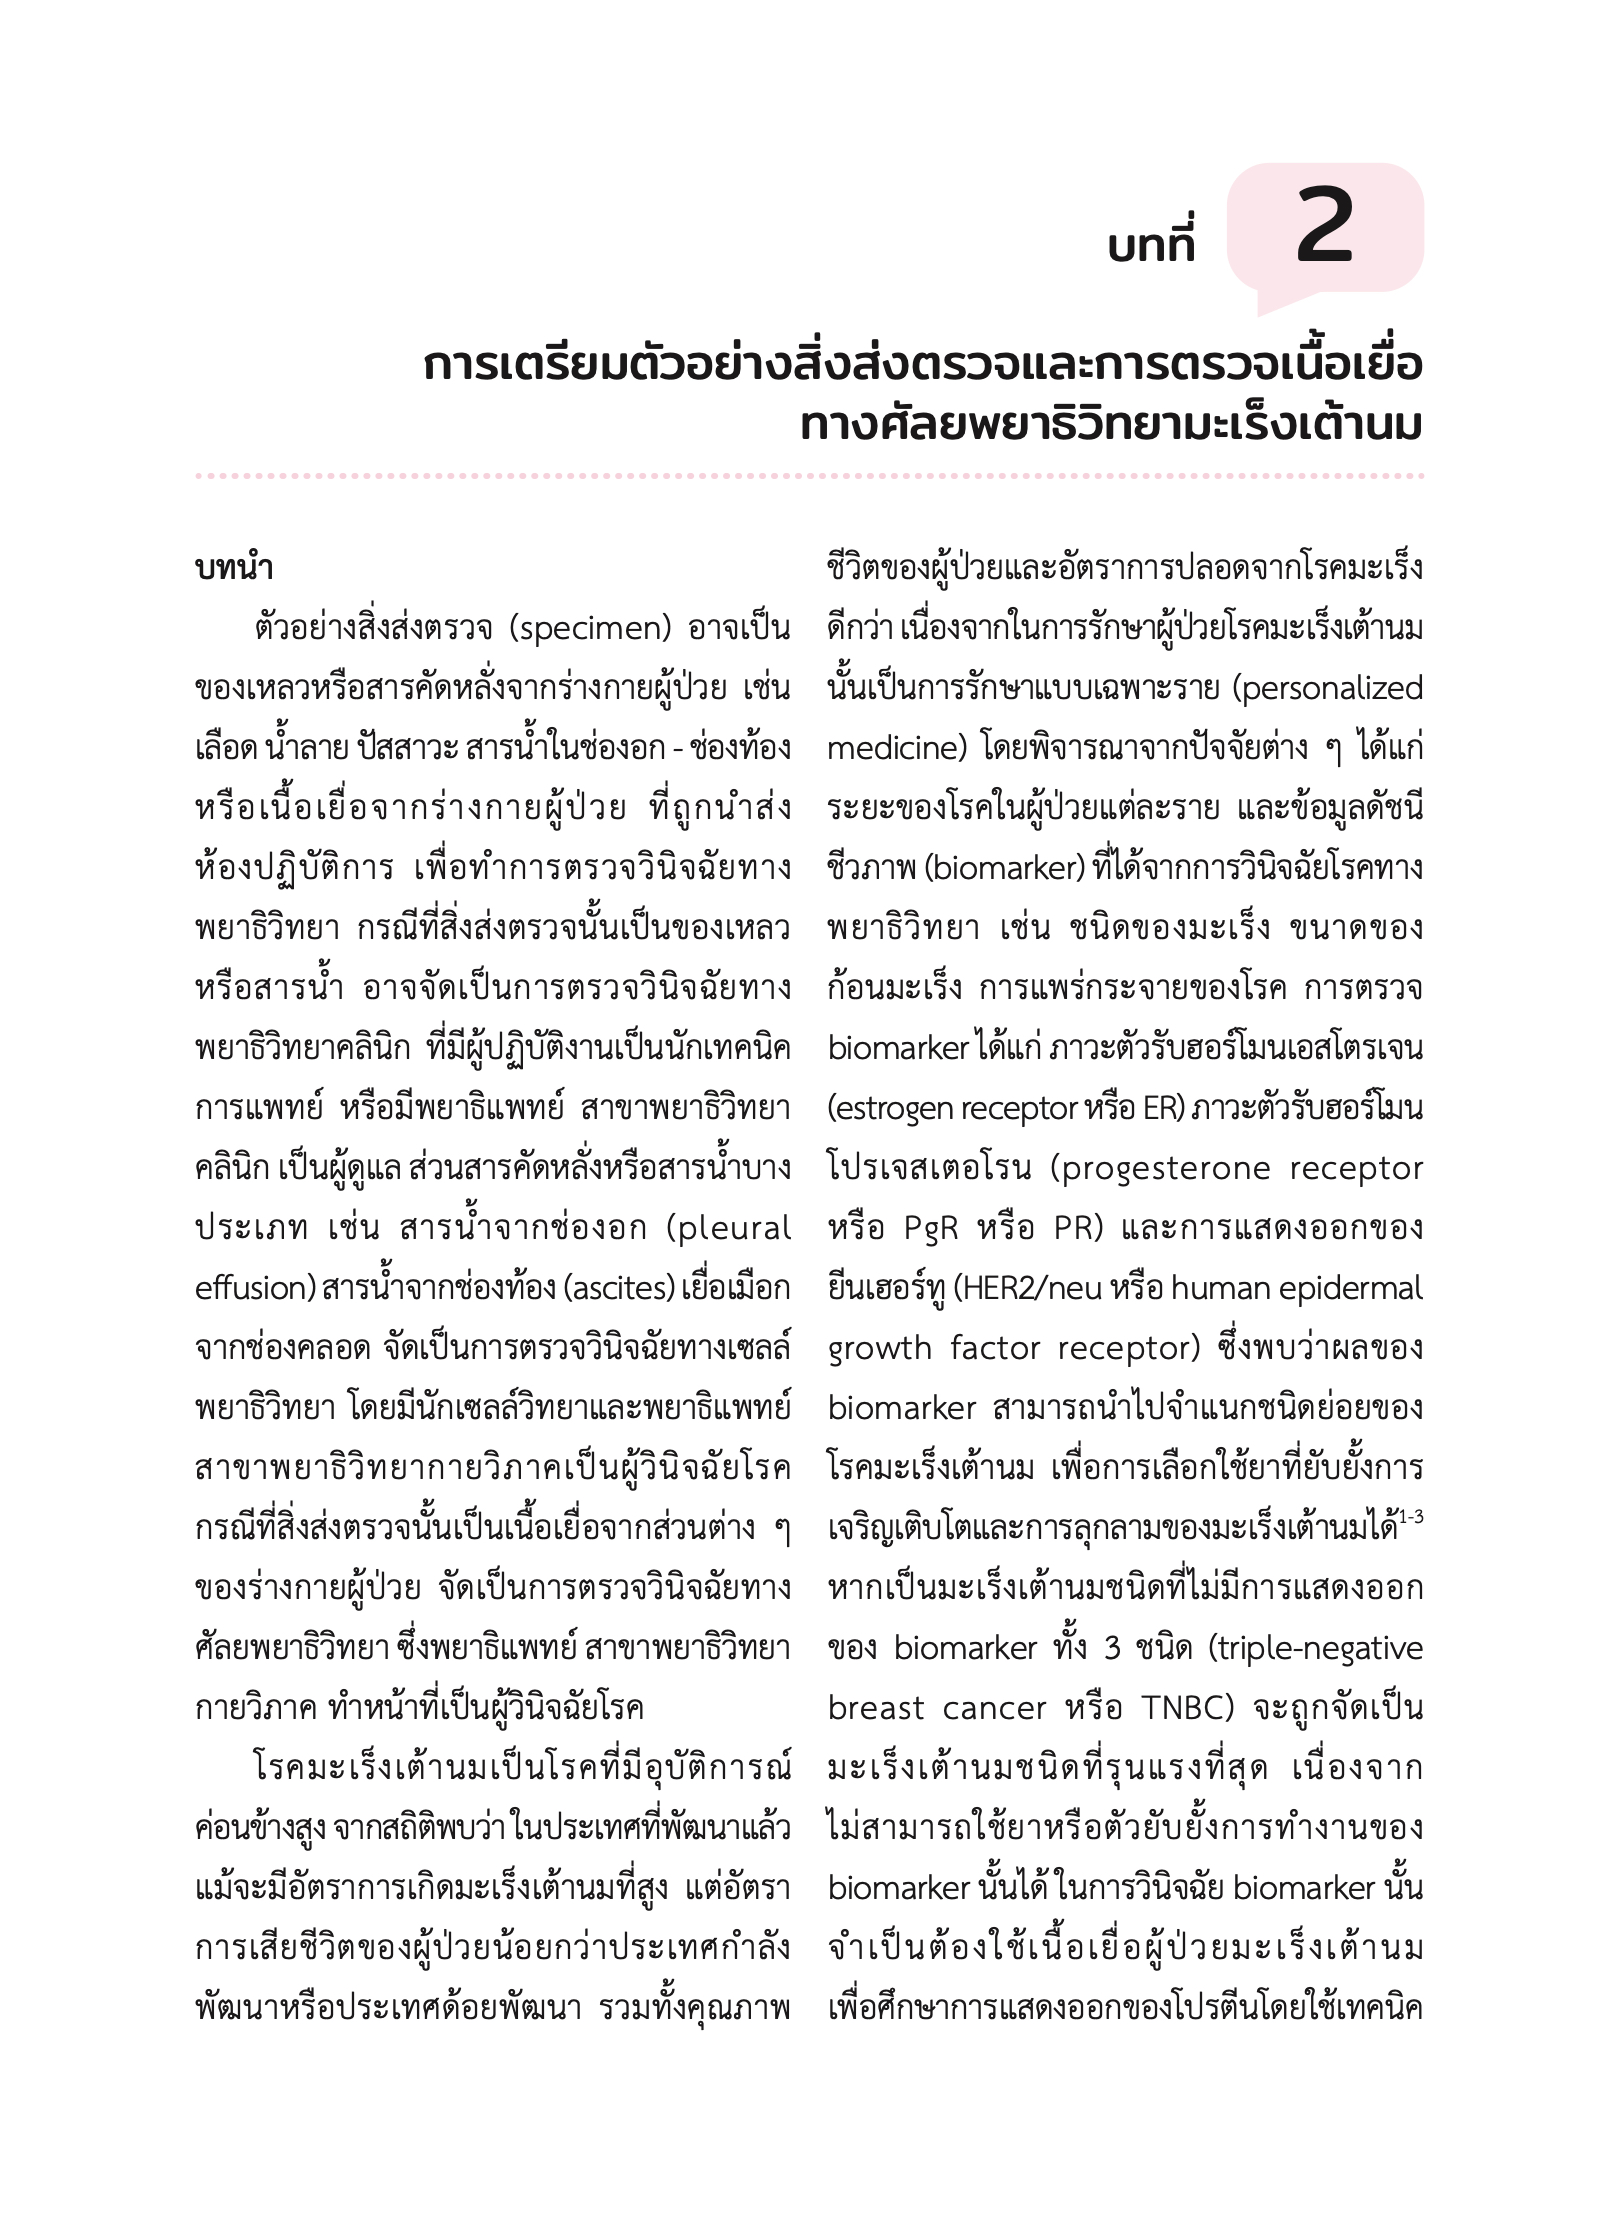 บทที่ 2
การเตรียมตัวอย่างสิ่งส่งตรวจและการตรวจเนื้อเยื่อ
ทางศัลยพยาธิวิทยามะเร็งเต้านม
บทนำ
ตัวอย่างสิ่งส่งตรวจ (specimen) อาจเป็น
ของเหลวหรือสารคัดหลั่งจากร่างกายผู้ป่วย เช่น
เลือด น้ำลาย ปัสสาวะ สารน้ำในช่องอก - ช่องท้อง
หรือเนื้อเยื่อจากร่างกายผู้ป่วย ที่ถูกนำส่ง
ห้องปฏิบัติการ เพื่อทำการตรวจวินิจฉัยทาง
พยาธิวิทยา กรณีที่สิ่งส่งตรวจนั้นเป็นของเหลว
หรือสารน้ำ อาจจัดเป็นการตรวจวินิจฉัยทาง
พยาธิวิทยาคลินิก ที่มีผู้ปฏิบัติงานเป็นนักเทคนิค
การแพทย์ หรือมีพยาธิแพทย์ สาขาพยาธิวิทยา
คลินิก เป็นผู้ดูแล ส่วนสารคัดหลั่งหรือสารน้ำบาง
ประเภท เช่น สารน้ำจากช่องอก (pleural
effusion) สารน้ำจากช่องท้อง (ascites) เยื่อเมือก
จากช่องคลอด จัดเป็นการตรวจวินิจฉัยทางเซลล์
พยาธิวิทยา โดยมีนักเซลล์วิทยาและพยาธิแพทย์
สาขาพยาธิวิทยากายวิภาคเป็นผู้วินิจฉัยโรค
กรณีที่สิ่งส่งตรวจนั้นเป็นเนื้อเยื่อจากส่วนต่าง ๆ
ของร่างกายผู้ป่วย จัดเป็นการตรวจวินิจฉัยทาง
ศัลยพยาธิวิทยา ซึ่งพยาธิแพทย์ สาขาพยาธิวิทยา
กายวิภาค ทำหน้าที่เป็นผู้วินิจฉัยโรค
โรคมะเร็งเต้านมเป็นโรคที่มีอุบัติการณ์
ค่อนข้างสูง จากสถิติพบว่า ในประเทศที่พัฒนาแล้ว
แม้จะมีอัตราการเกิดมะเร็งเต้านมที่สูง แต่อัตรา
การเสียชีวิตของผู้ป่วยน้อยกว่าประเทศกำลัง
พัฒนาหรือประเทศด้อยพัฒนา รวมทั้งคุณภาพ
ชีวิตของผู้ป่วยและอัตราการปลอดจากโรคมะเร็ง
ดีกว่า เนื่องจากในการรักษาผู้ป่วยโรคมะเร็งเต้านม
นั้นเป็นการรักษาแบบเฉพาะราย (personalized
medicine) โดยพิจารณาจากปัจจัยต่าง ๆ ได้แก่
ระยะของโรคในผู้ป่วยแต่ละราย และข้อมูลดัชนี
ชีวภาพ (biomarker) ที่ได้จากการวินิจฉัยโรคทาง
พยาธิวิทยา เช่น ชนิดของมะเร็ง ขนาดของ
ก้อนมะเร็ง การแพร่กระจายของโรค การตรวจ
biomarker ได้แก่ ภาวะตัวรับฮอร์โมนเอสโตรเจน
(estrogen receptor หรือ ER) ภาวะตัวรับฮอร์โมน
โปรเจสเตอโรน (progesterone receptor
หรือ PgR หรือ PR) และการแสดงออกของ
ยีนเฮอร์ทู (HER2/neu หรือ human epidermal
growth factor receptor) ซึ่งพบว่าผลของ
biomarker สามารถนำไปจำแนกชนิดย่อยของ
โรคมะเร็งเต้านม เพื่อการเลือกใช้ยาที่ยับยั้งการ
เจริญเติบโตและการลุกลามของมะเร็งเต้านมได้1-3
หากเป็นมะเร็งเต้านมชนิดที่ไม่มีการแสดงออก
ของ biomarker ทั้ง 3 ชนิด (triple-negative
breast cancer หรือ TNBC) จะถูกจัดเป็น
มะเร็งเต้านมชนิดที่รุนแรงที่สุด เนื่องจาก
ไม่สามารถใช้ยาหรือตัวยับยั้งการทำงานของ
biomarker นั้นได้ ในการวินิจฉัย biomarker นั้น
จำเป็นต้องใช้เนื้อเยื่อผู้ป่วยมะเร็งเต้านม
เพื่อศึกษาการแสดงออกของโปรตีนโดยใช้เทคนิค